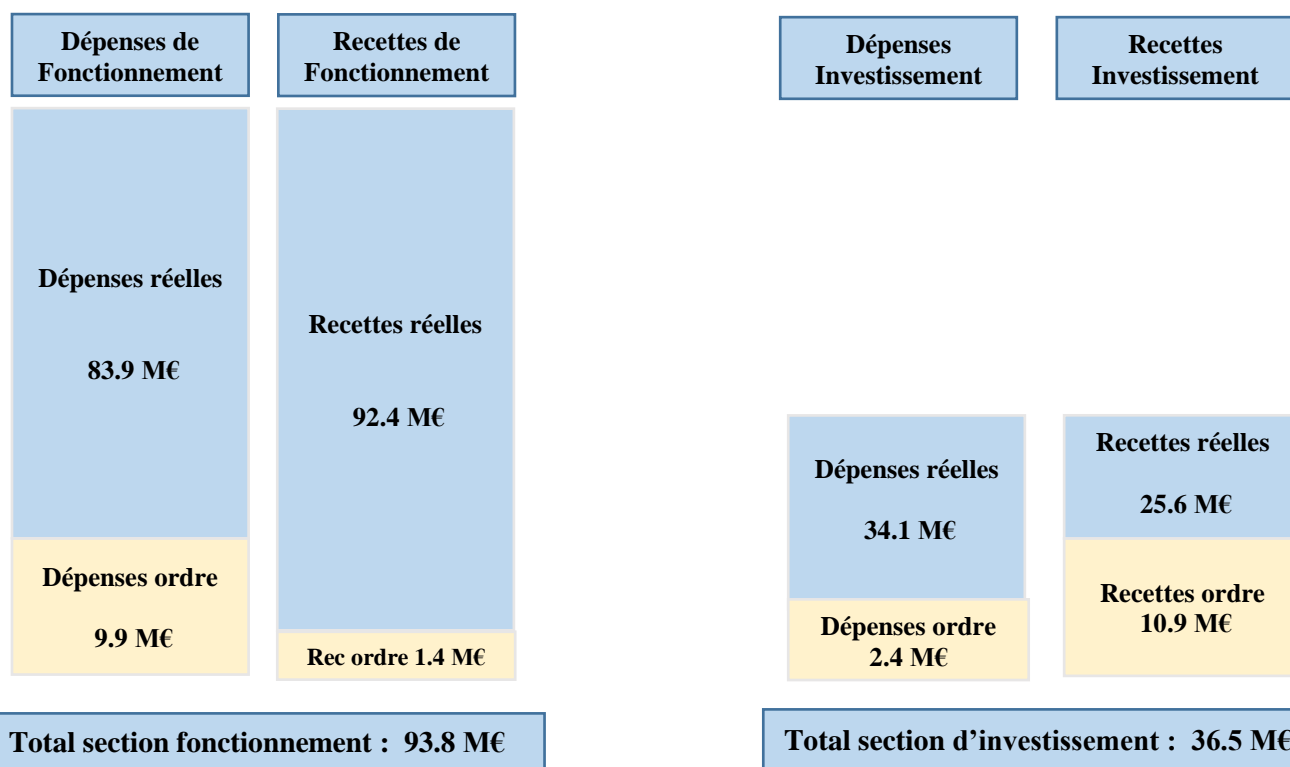 Dépenses de
Fonctionnement
Recettes de
Fonctionnement
Dépenses
Investissement
Recettes
Investissement
Dépenses réelles
83.9 M€
Dépenses ordre
9.9 M€
Recettes réelles
92.4 M€
Rec ordre 1.4 M€
Dépenses réelles
34.1 M€
Dépenses ordre
2.4 M€
Recettes réelles
25.6 M€
Recettes ordre
10.9 M€
Total section fonctionnement : 93.8 M€
Total section d’investissement : 36.5 M€